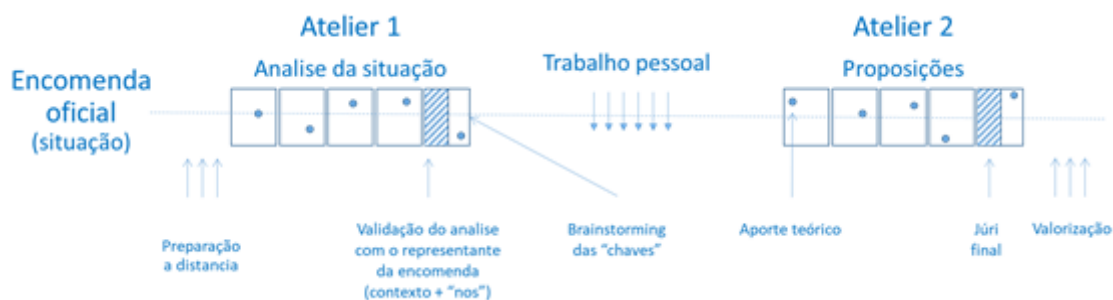 Atelier 1
Atelier 2
Encomenda
oficial
(situação)
Analise da situação
Trabalho pessoal
Proposições
Preparação
a distancia
Validação do analise
com o representante
da encomenda
(contexto + “nos”)
Brainstorming
das “chaves”
Aporte teórico
Júri
final
Valorização